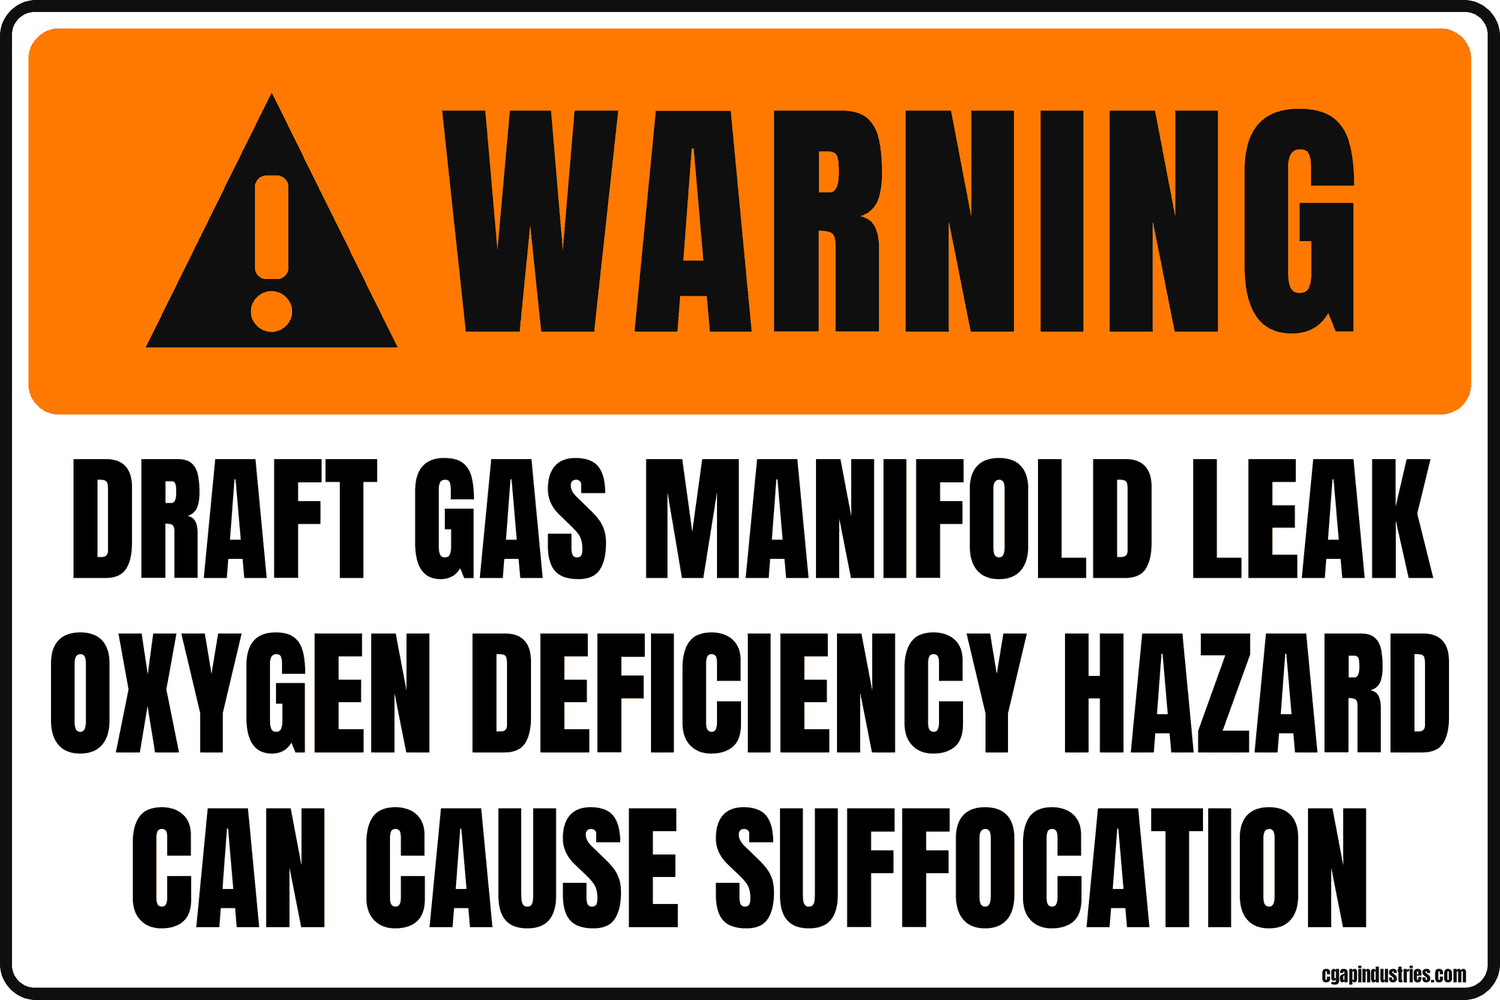 WARNING
DRAFT GAS MANIFOLD LEAK
OXYGEN DEFICIENCY HAZARD
CAN CAUSE SUFFOCATION
cgapindustries.com